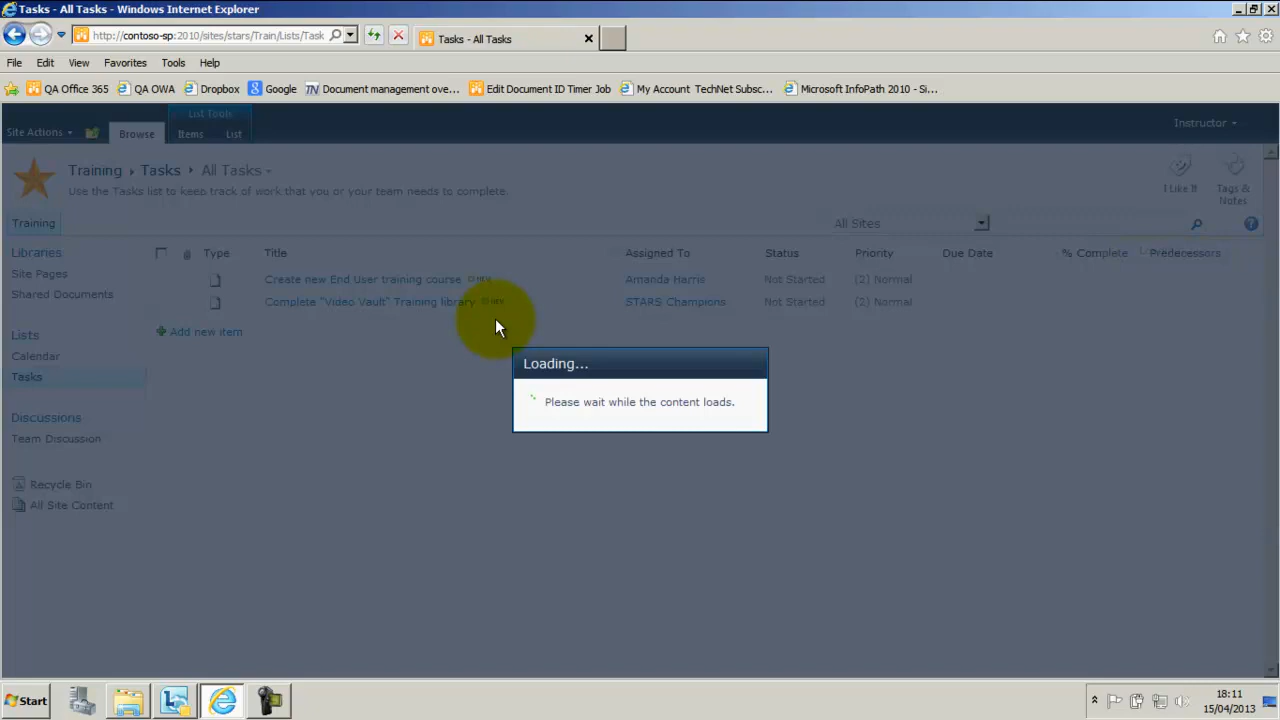 Tasks - All Tasks - Windows Internet Explorer
http://contoso-sp:2010/sites/stars/Train/Lists/Task
Tasks - All Tasks
File Edit View Favorites Tools Help
QA Office 365 QA OWA Dropbox Google Document management ove... Edit Document ID Timer Job My Account TechNet Subsc... Microsoft InfoPath 2010 - Si...
List Tools
Site Actions Browse Items List Instructor
Training Tasks All Tasks
Use the Tasks list to keep track of work that you or your team needs to complete.
I Like It Tags & Notes
Training All Sites
Libraries
Site Pages
Shared Documents
Lists
Calendar
Tasks
Discussions
Team Discussion
Recycle Bin
All Site Content
Type Title Assigned To Status Priority Due Date % Complete Predecessors
Create new End User training course NEW Amanda Harris Not Started (2) Normal
Complete "Video Vault" Training library NEW STARS Champions Not Started (2) Normal
Add new item
Loading...
Please wait while the content loads.
Start
18:11
15/04/2013